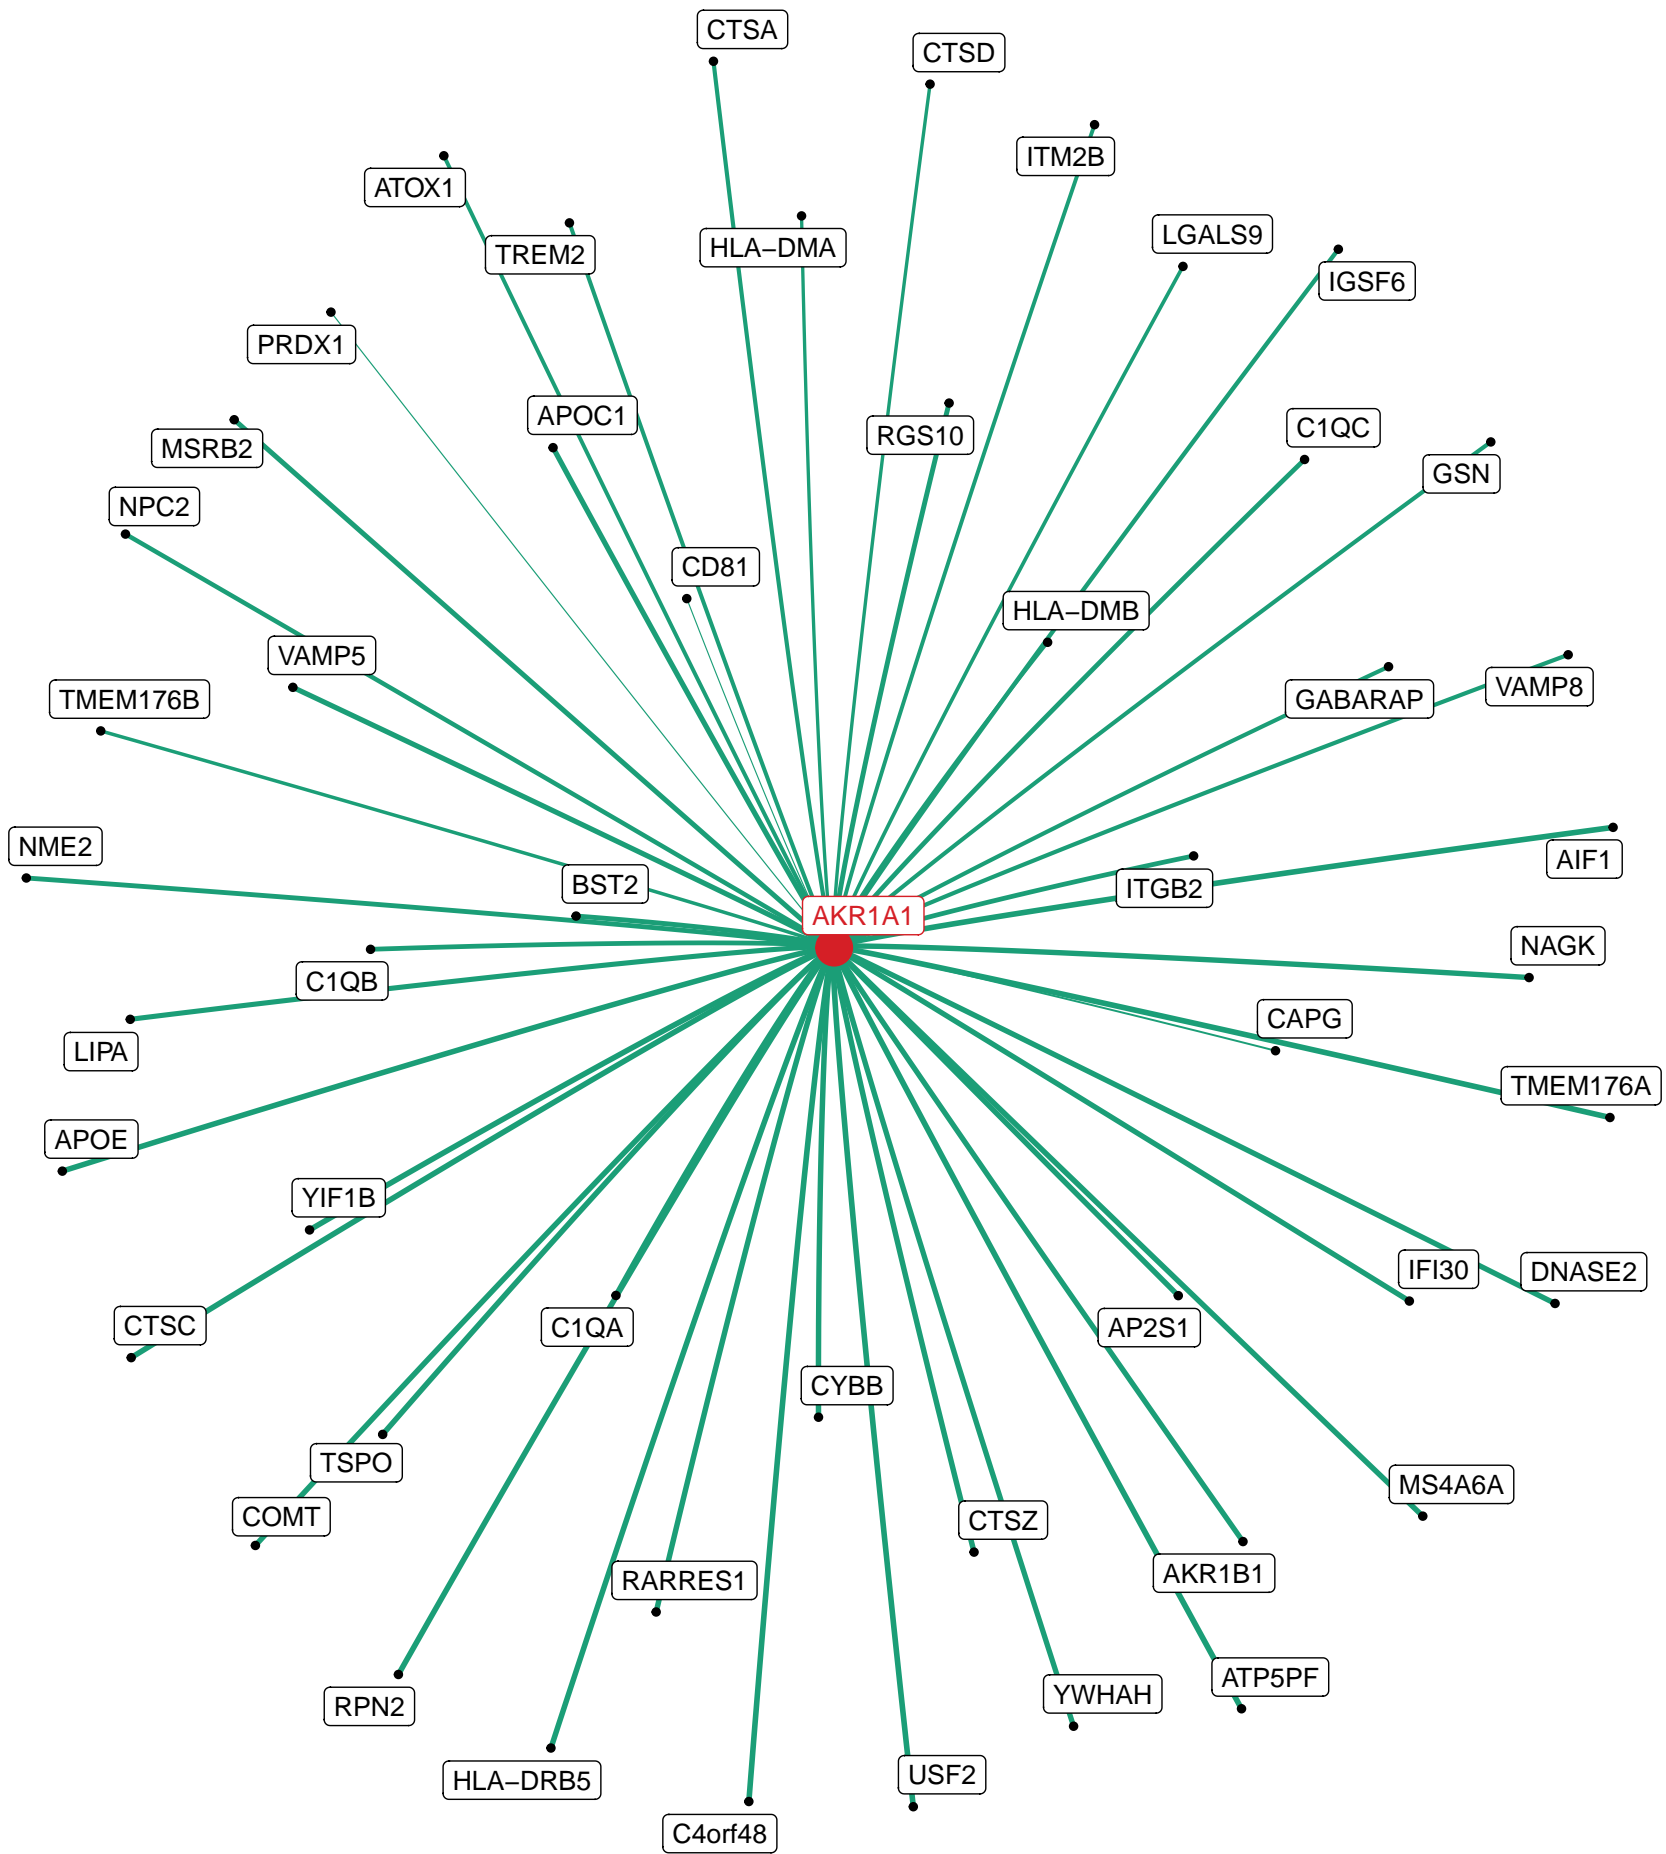 CTSA
CTSD
ITM2B
ATOX1
LGALS9
HLA−DMA
TREM2
IGSF6
PRDX1
APOC1
C1QC
RGS10
MSRB2
GSN
NPC2
CD81
HLA−DMB
VAMP5
VAMP8
TMEM176B
GABARAP
NME2
AIF1
BST2
ITGB2
AKR1A1
NAGK
C1QB
CAPG
LIPA
TMEM176A
APOE
YIF1B
IFI30
DNASE2
CTSC
C1QA
AP2S1
CYBB
TSPO
MS4A6A
COMT
CTSZ
AKR1B1
RARRES1
ATP5PF
YWHAH
RPN2
USF2
HLA−DRB5
C4orf48